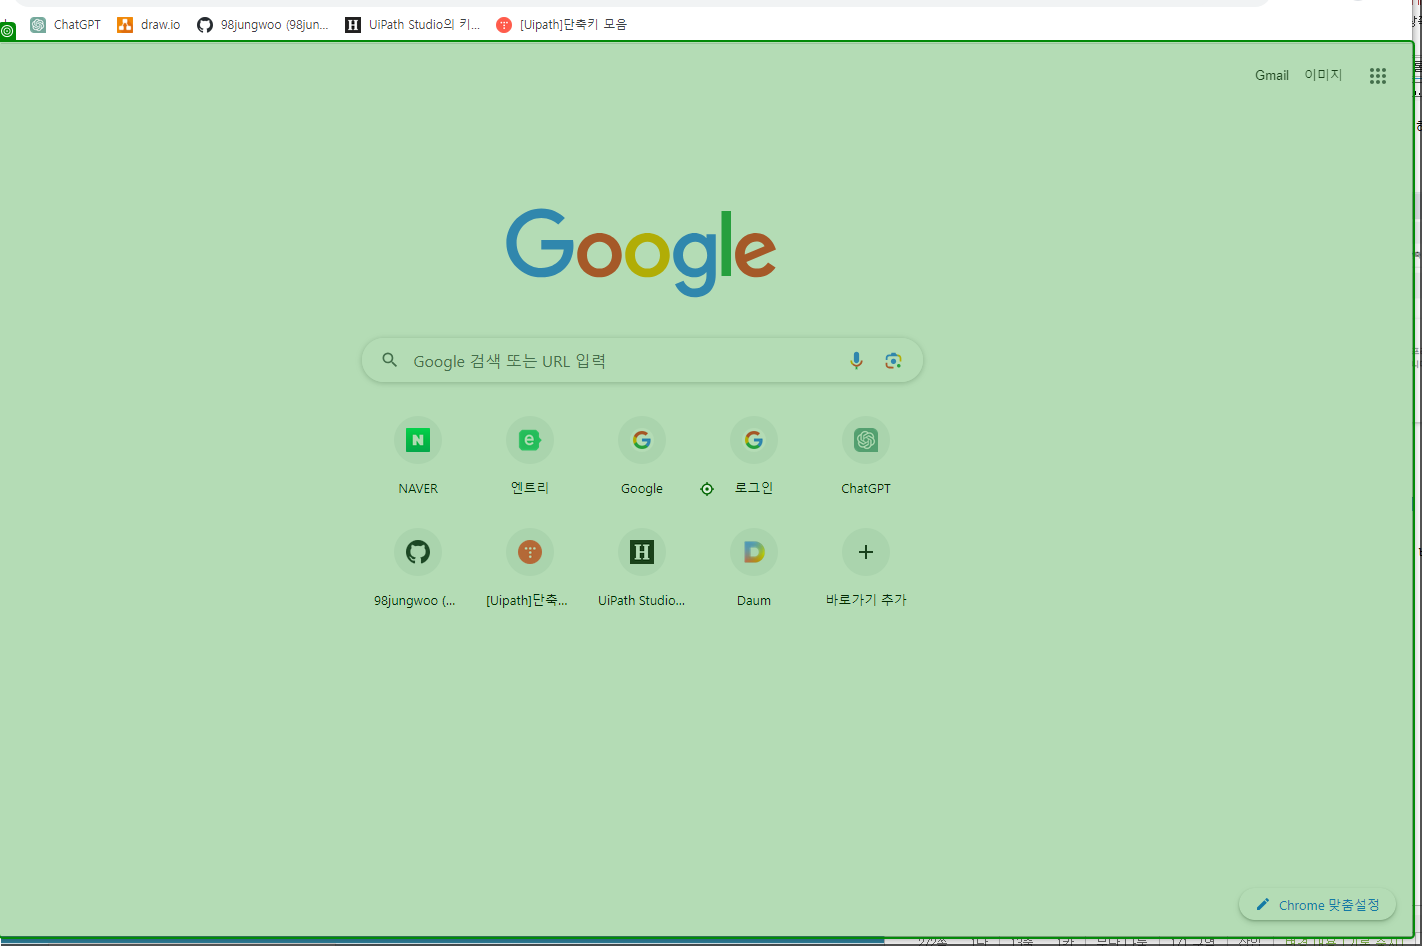 ChatGPT draw.io 98jungwoo (98jun... UiPath Studio의 키... [Uipath]단축키 모음
Gmail 이미지
Google
Google 검색 또는 URL 입력
NAVER 엔트리 Google 로그인 ChatGPT
98jungwoo (... [Uipath]단축... UiPath Studio... Daum 바로가기 추가
Chrome 맞춤설정